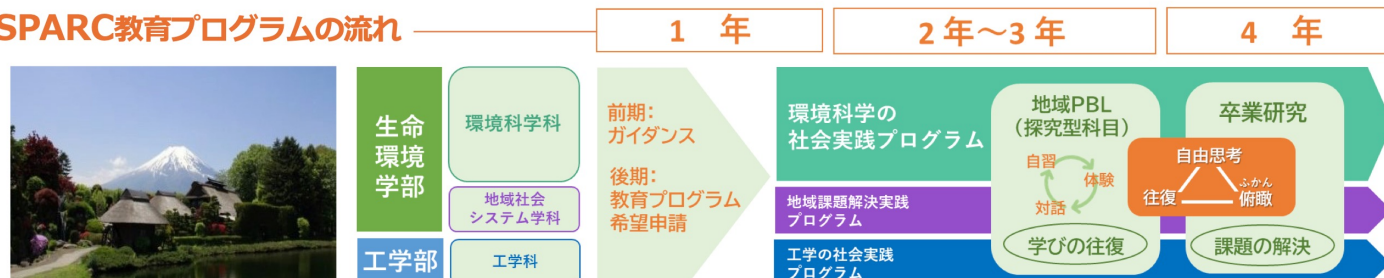 SPARC教育プログラムの流れ
1 年
2年～3年
4 年
生命
環境
学部
環境科学科
地域社会
システム学科
工学部
工学科
前期：
ガイダンス
後期：
教育プログラム
希望申請
環境科学の
社会実践プログラム
地域課題解決実践
プログラム
工学の社会実践
プログラム
地域PBL
（探究型科目）
自習
体験
対話
学びの往復
卒業研究
自由思考
往復
ふかん
俯瞰
課題の解決